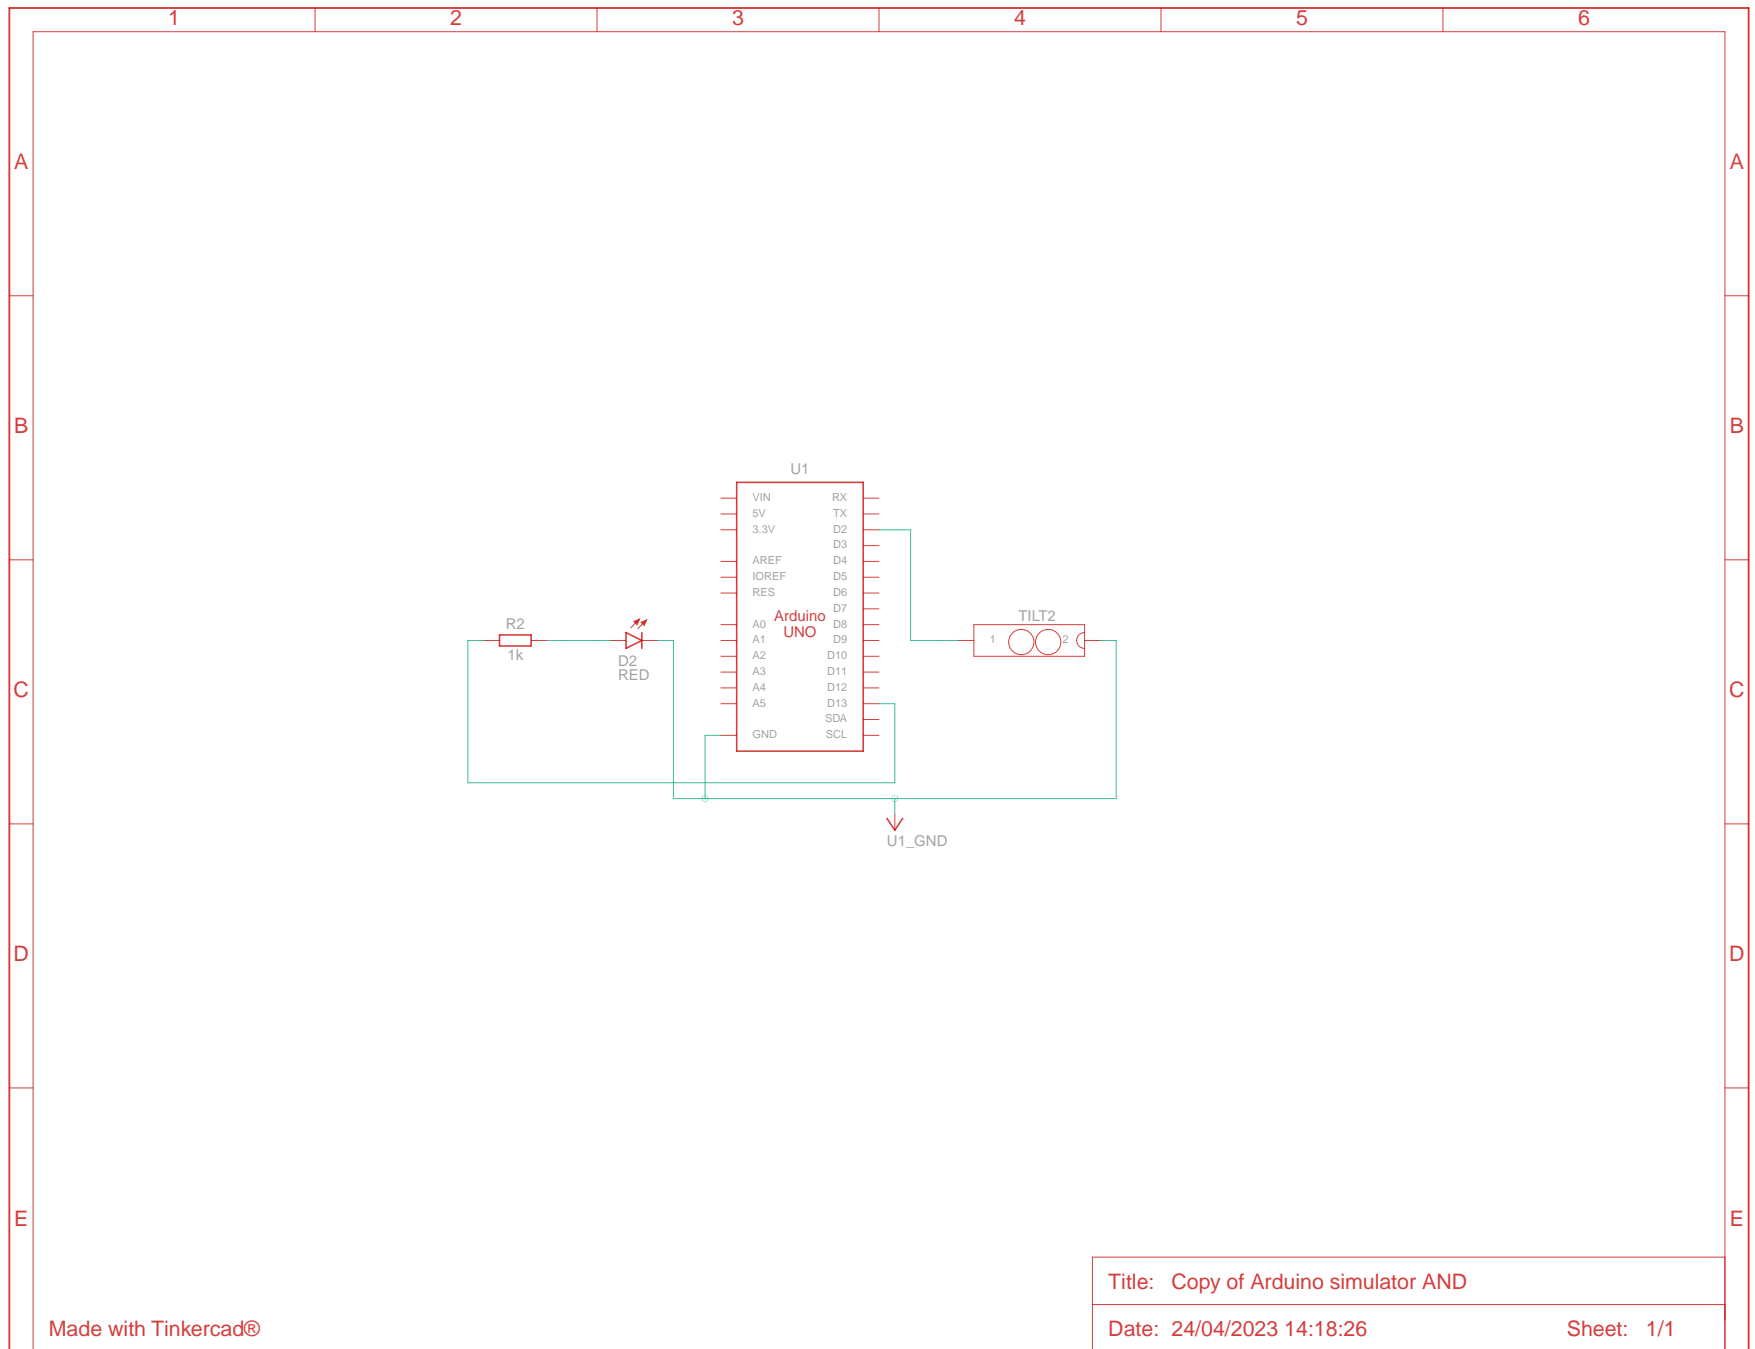 1 2 3 4 5 6
A A
B B
U1
VIN RX
5V TX
3.3V D2
D3
AREF D4
IOREF D5
RES D6
D7
Arduino
UNO
A0 D8
A1 D9
A2 D10
A3 D11
A4 D12
A5 D13
SDA
GND SCL
R2
1k
D2
RED
TILT2
1 2
C C
U1_GND
D D
E E
Title: Copy of Arduino simulator AND
Made with Tinkercad®
Date: 24/04/2023 14:18:26 Sheet: 1/1